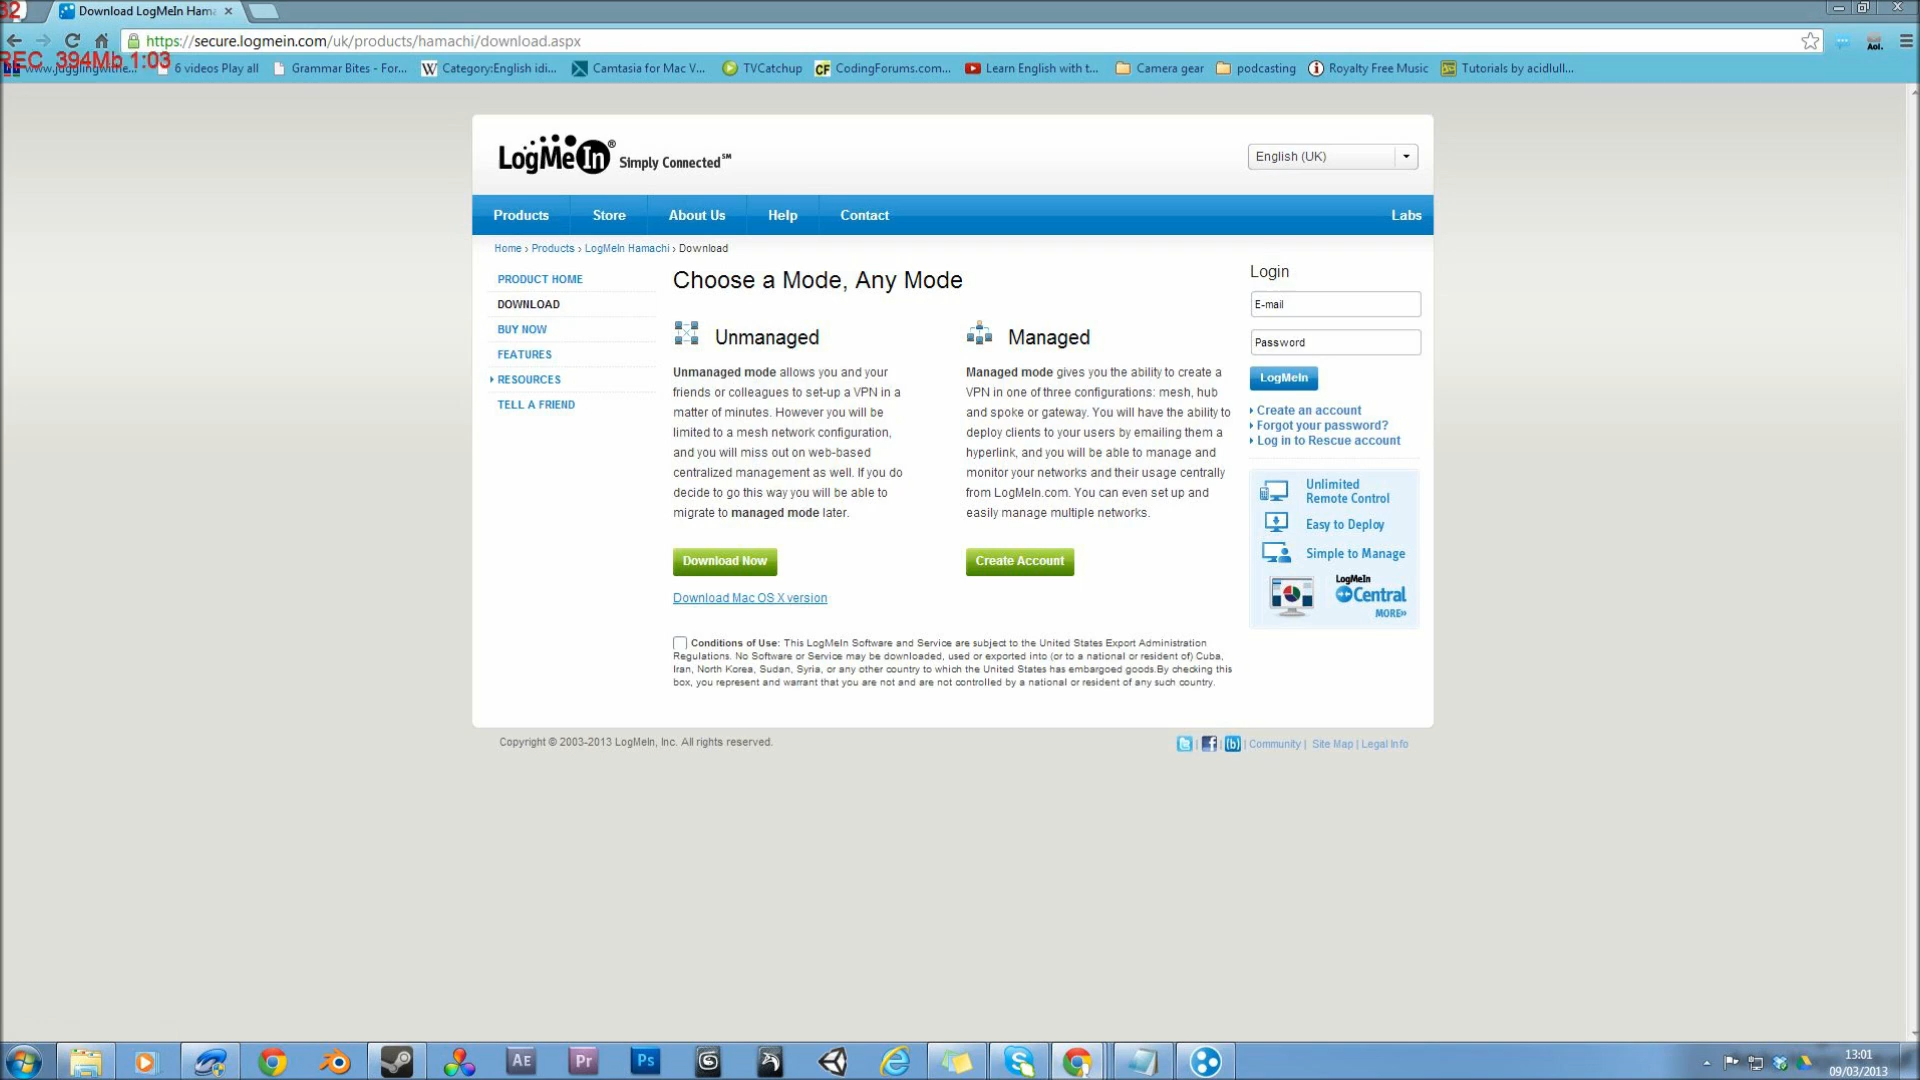 32
Download LogMeIn Hama
https://secure.logmein.com/uk/products/hamachi/download.aspx
Aol.
REC 394Mb 1:03
www.jugglingwithe...
6 videos Play all
Grammar Bites - For...
Category:English idi...
Camtasia for Mac V...
TVCatchup
CodingForums.com...
Learn English with t...
Camera gear
podcasting
Royalty Free Music
Tutorials by acidlull...
LogMeIn® Simply Connected℠
English (UK)
Products
Store
About Us
Help
Contact
Labs
Home › Products › LogMeIn Hamachi › Download
PRODUCT HOME
DOWNLOAD
BUY NOW
FEATURES
RESOURCES
TELL A FRIEND
Choose a Mode, Any Mode
Unmanaged
Unmanaged mode allows you and your
friends or colleagues to set-up a VPN in a
matter of minutes. However you will be
limited to a mesh network configuration,
and you will miss out on web-based
centralized management as well. If you do
decide to go this way you will be able to
migrate to managed mode later.
Download Now
Download Mac OS X version
Managed
Managed mode gives you the ability to create a
VPN in one of three configurations: mesh, hub
and spoke or gateway. You will have the ability to
deploy clients to your users by emailing them a
hyperlink, and you will be able to manage and
monitor your networks and their usage centrally
from LogMeIn.com. You can even set up and
easily manage multiple networks.
Create Account
Conditions of Use: This LogMeIn Software and Service are subject to the United States Export Administration
Regulations. No Software or Service may be downloaded, used or exported into (or to a national or resident of) Cuba,
Iran, North Korea, Sudan, Syria, or any other country to which the United States has embargoed goods.By checking this
box, you represent and warrant that you are not and are not controlled by a national or resident of any such country.
Login
E-mail
Password
LogMeIn
Create an account
Forgot your password?
Log in to Rescue account
Unlimited
Remote Control
Easy to Deploy
Simple to Manage
LogMeIn
Central
MORE»
Copyright © 2003-2013 LogMeIn, Inc. All rights reserved.
| Community | Site Map | Legal Info
AE
Pr
Ps
13:01
09/03/2013